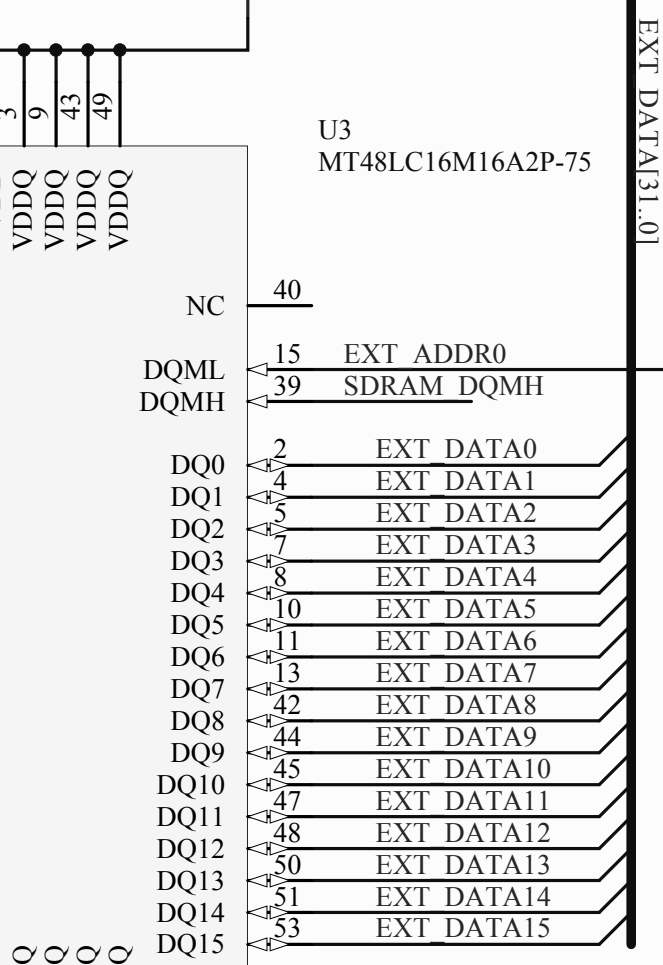 EXT_DATA[31..0]
3
9
43
49
VDDQ
VDDQ
VDDQ
VDDQ
U3
MT48LC16M16A2P-75
NC 40
DQML 15 EXT_ADDR0
DQMH 39 SDRAM_DQMH
DQ0 2 EXT_DATA0
DQ1 4 EXT_DATA1
DQ2 5 EXT_DATA2
DQ3 7 EXT_DATA3
DQ4 8 EXT_DATA4
DQ5 10 EXT_DATA5
DQ6 11 EXT_DATA6
DQ7 13 EXT_DATA7
DQ8 42 EXT_DATA8
DQ9 44 EXT_DATA9
DQ10 45 EXT_DATA10
DQ11 47 EXT_DATA11
DQ12 48 EXT_DATA12
DQ13 50 EXT_DATA13
DQ14 51 EXT_DATA14
DQ15 53 EXT_DATA15
Q
Q
Q
Q